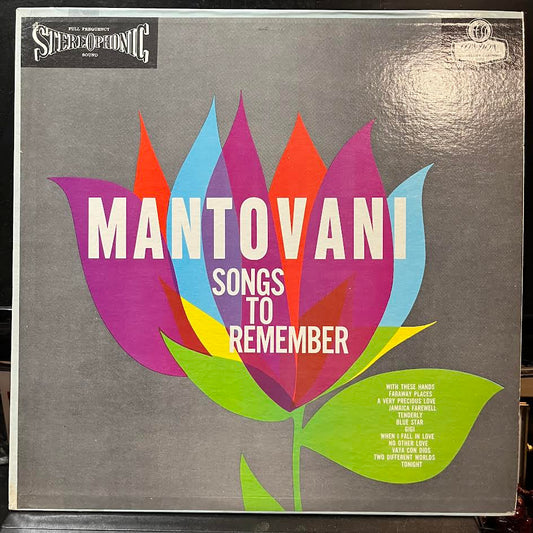 FULL FREQUENCY
STEREOPHONIC
SOUND
LONDON
MANTOVANI
SONGS
TO
REMEMBER
WITH THESE HANDS
FARAWAY PLACES
A VERY PRECIOUS LOVE
JAMAICA FAREWELL
TENDERLY
BLUE STAR
GIGI
WHEN I FALL IN LOVE
NO OTHER LOVE
VAYA CON DIOS
TWO DIFFERENT WORLDS
TONIGHT